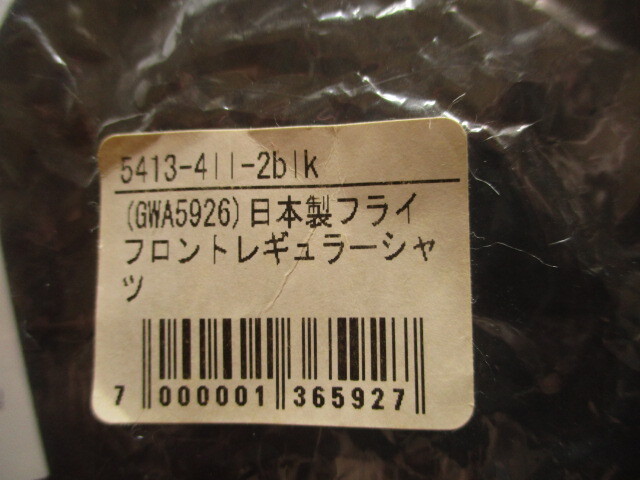 5413-4ll-2blk
(GWA5926)日本製フライ
フロントレギュラーシャ
ツ
7 000001 365927